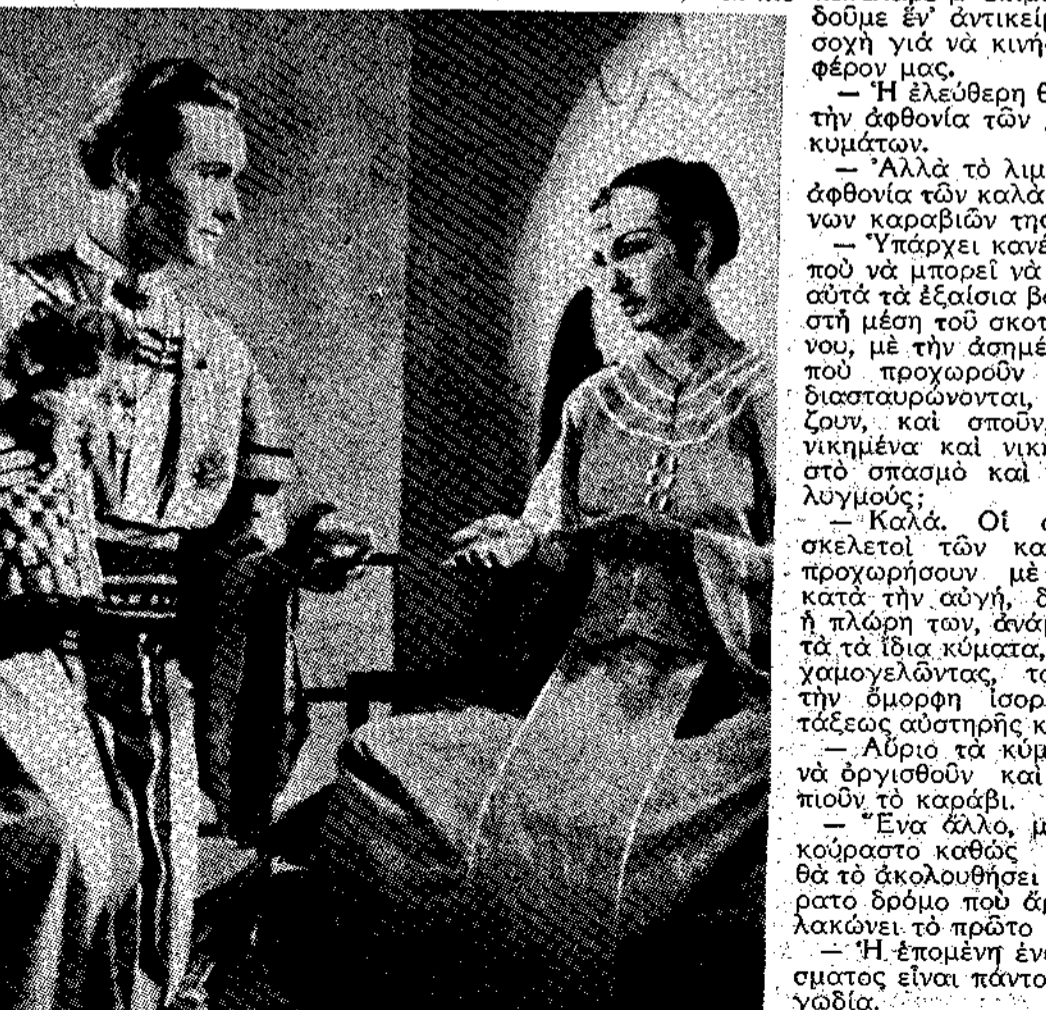 δοῦμε ἕν' ἀντικεί
σοχὴ γιὰ νὰ κινή
φέρον μας.
— Ἡ ἐλεύθερη
τὴν ἀφθονία τῶν
κυμάτων.
— Ἀλλὰ τὸ λιμ
ἀφθονία τῶν καλὰ
νων καραβιῶν της
— Ὑπάρχει κανέ
ποὺ νὰ μπορεῖ νὰ
αὐτὰ τὰ ἐξαίσια
στὴ μέση τοῦ σκοτ
νου, μὲ τὴν ἀσημέ
ποὺ προχωροῦν
διασταυρώνονται,
ζουν, καὶ σποῦν,
νικημένα καὶ νικ
στὸ σπασμὸ καὶ
λυγμούς;
— Καλά. Οἱ
σκελετοὶ τῶν κα
προχωρήσουν μὲ
κατὰ τὴν αὐγή,
ἡ πλώρη των, ἀνά
τὰ τὰ ἴδια κύματα,
χαμογελῶντας, τ
τὴν ὄμορφη ἰσορ
τάξεως αὐστηρῆς κ
— Αὔριο τὰ κύμ
νὰ ὀργισθοῦν καὶ
πιοῦν τὸ καράβι.
— Ἕνα ἄλλο, μ
κούραστο καθὼς
θὰ τὸ ἀκολουθήσει
ρατο δρόμο ποὺ
λακώνει τὸ πρῶτο
— Ἡ ἑπομένη ἐν
σματος εἶναι πάντο
γωδία.